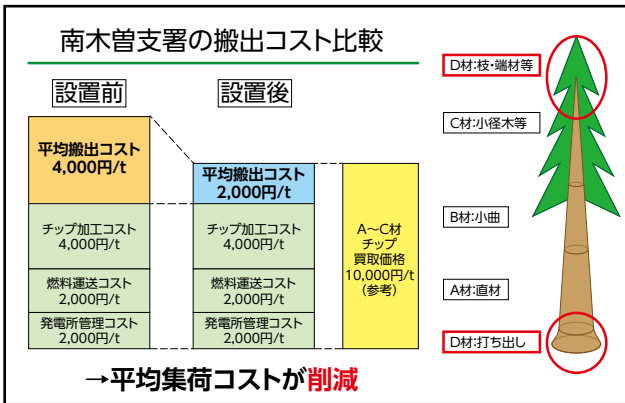 南木曽支署の搬出コスト比較
設置前
設置後
平均搬出コスト
4,000円/t
チップ加工コスト
4,000円/t
燃料運送コスト
2,000円/t
発電所管理コスト
2,000円/t
平均搬出コスト
2,000円/t
チップ加工コスト
4,000円/t
燃料運送コスト
2,000円/t
発電所管理コスト
2,000円/t
A～C材
チップ
買取価格
10,000円/t
(参考)
→平均集荷コストが削減
D材:枝・端材等
C材:小径木等
B材:小曲
A材:直材
D材:打ち出し